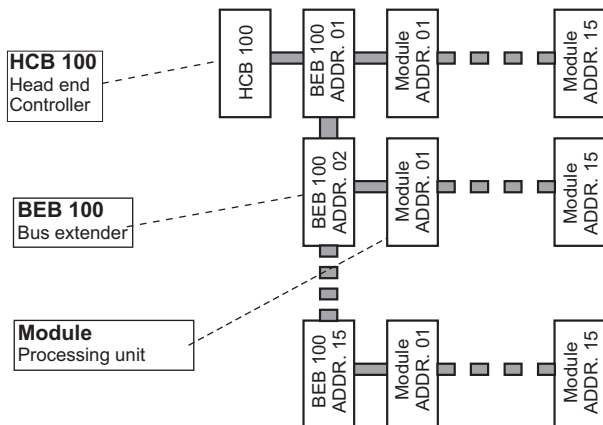 HCB 100
Head end
Controller
HCB 100
BEB 100
ADDR. 01
Module
ADDR. 01
Module
ADDR. 15
BEB 100
Bus extender
BEB 100
ADDR. 02
Module
ADDR. 01
Module
ADDR. 15
Module
Processing unit
BEB 100
ADDR. 15
Module
ADDR. 01
Module
ADDR. 15